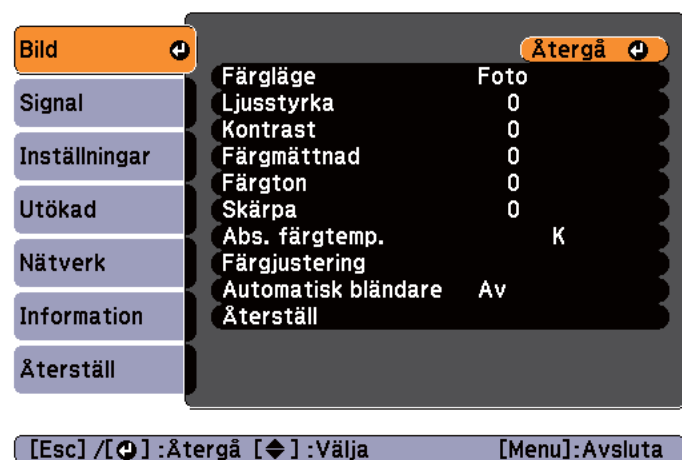 Bild
Signal
Inställningar
Utökad
Nätverk
Information
Återställ
Återgå
Färgläge Foto
Ljusstyrka 0
Kontrast 0
Färgmättnad 0
Färgton 0
Skärpa 0
Abs. färgtemp. K
Färgjustering
Automatisk bländare Av
Återställ
[Esc] /[ ] :Återgå [ ] :Välja [Menu]:Avsluta